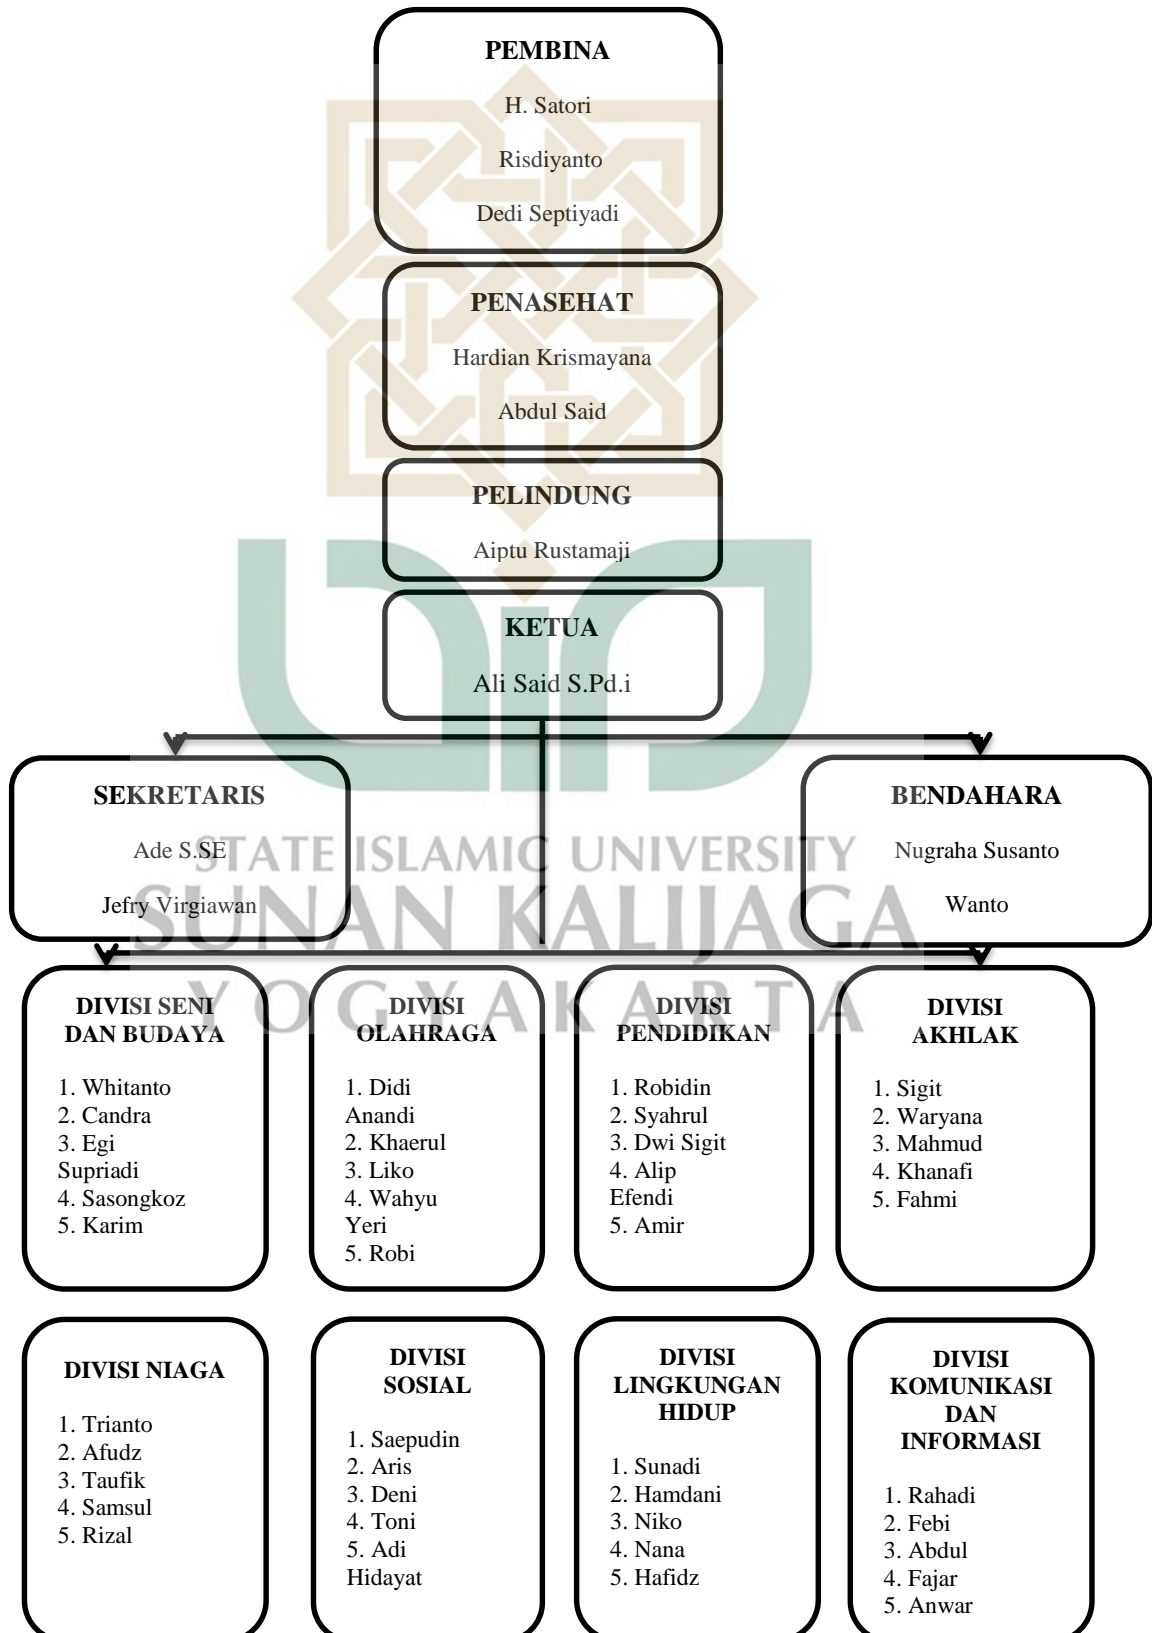 PEMBINA
H. Satori
Risdiyanto
Dedi Septiyadi
PENASEHAT
Hardian Krismayana
Abdul Said
PELINDUNG
Aiptu Rustamaji
KETUA
Ali Said S.Pd.i
SEKRETARIS
Ade S.SE
Jefry Virgiawan
BENDAHARA
Nugraha Susanto
Wanto
STATE ISLAMIC UNIVERSITY
SUNAN KALIJAGA
YOGYAKARTA
DIVISI SENI
DAN BUDAYA
1. Whitanto
2. Candra
3. Egi
Supriadi
4. Sasongkoz
5. Karim
DIVISI
OLAHRAGA
1. Didi
Anandi
2. Khaerul
3. Liko
4. Wahyu
Yeri
5. Robi
DIVISI
PENDIDIKAN
1. Robidin
2. Syahrul
3. Dwi Sigit
4. Alip
Efendi
5. Amir
DIVISI
AKHLAK
1. Sigit
2. Waryana
3. Mahmud
4. Khanafi
5. Fahmi
DIVISI NIAGA
1. Trianto
2. Afudz
3. Taufik
4. Samsul
5. Rizal
DIVISI
SOSIAL
1. Saepudin
2. Aris
3. Deni
4. Toni
5. Adi
Hidayat
DIVISI
LINGKUNGAN
HIDUP
1. Sunadi
2. Hamdani
3. Niko
4. Nana
5. Hafidz
DIVISI
KOMUNIKASI
DAN
INFORMASI
1. Rahadi
2. Febi
3. Abdul
4. Fajar
5. Anwar